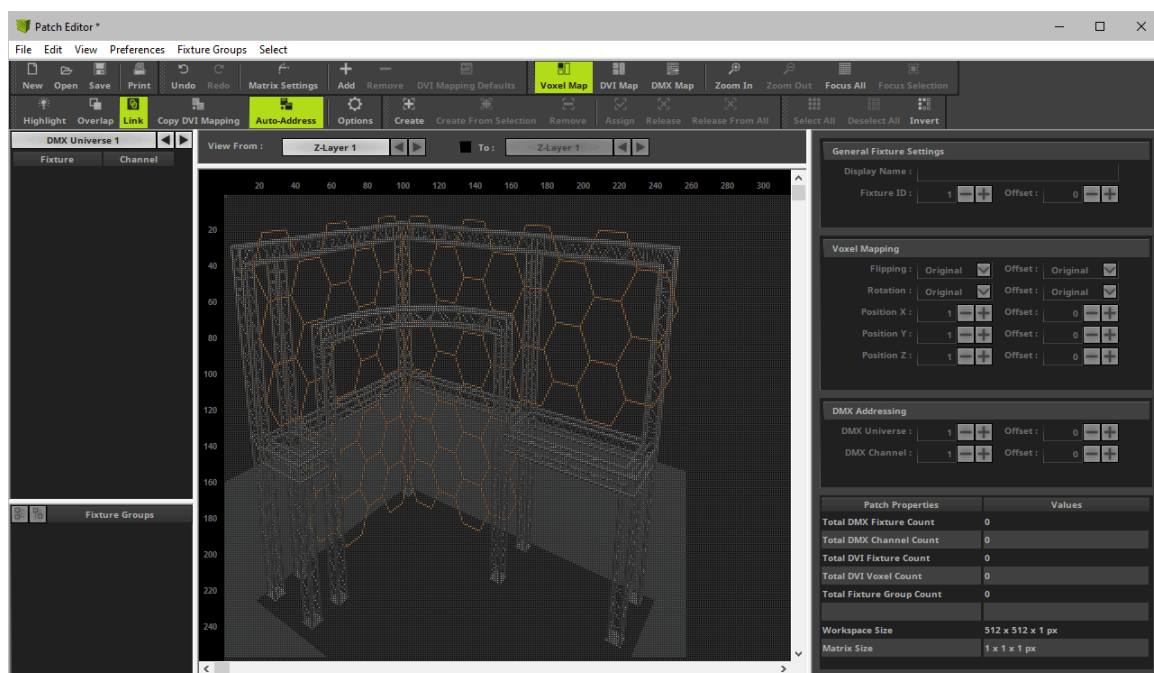 Patch Editor *
File Edit View Preferences Fixture Groups Select
New Open Save Print Undo Redo Matrix Settings Add Remove DVI Mapping Defaults Voxel Map DVI Map DMX Map Zoom In Zoom Out Focus All Focus Selection
Highlight Overlap Link Copy DVI Mapping Auto-Address Options Create Create From Selection Remove Assign Release Release From All Select All Deselect All Invert
DMX Universe 1
Fixture Channel
View From : Z-Layer 1 To : Z-Layer 1
20 40 60 80 100 120 140 160 180 200 220 240 260 280 300
20
40
60
80
100
120
140
160
180
200
220
240
Fixture Groups
General Fixture Settings
Display Name :
Fixture ID : 1 Offset : 0
Voxel Mapping
Flipping : Original Offset : Original
Rotation : Original Offset : Original
Position X : 1 Offset : 0
Position Y : 1 Offset : 0
Position Z : 1 Offset : 0
DMX Addressing
DMX Universe : 1 Offset : 0
DMX Channel : 1 Offset : 0
Patch Properties Values
Total DMX Fixture Count 0
Total DMX Channel Count 0
Total DVI Fixture Count 0
Total DVI Voxel Count 0
Total Fixture Group Count 0
Workspace Size 512 x 512 x 1 px
Matrix Size 1 x 1 x 1 px